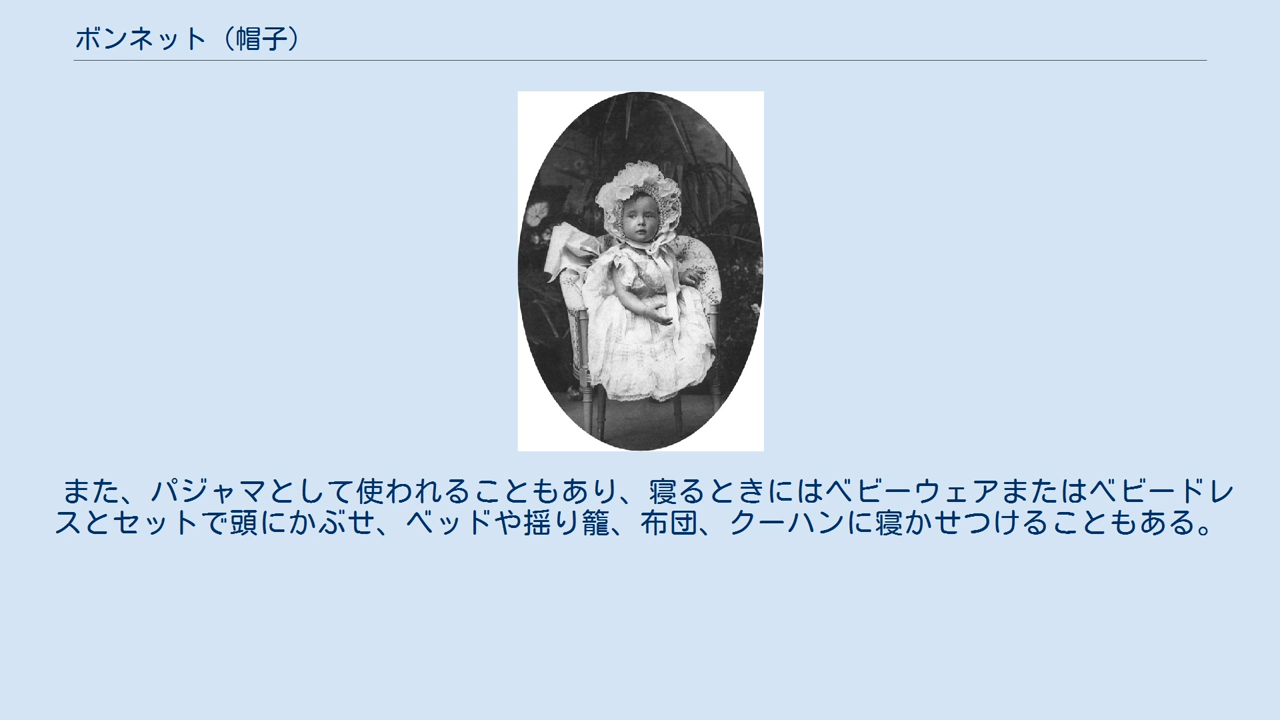 ボンネット（帽子）
また、パジャマとして使われることもあり、寝るときにはベビーウェアまたはベビードレ
スとセットで頭にかぶせ、ベッドや揺り籠、布団、クーハンに寝かせつけることもある。